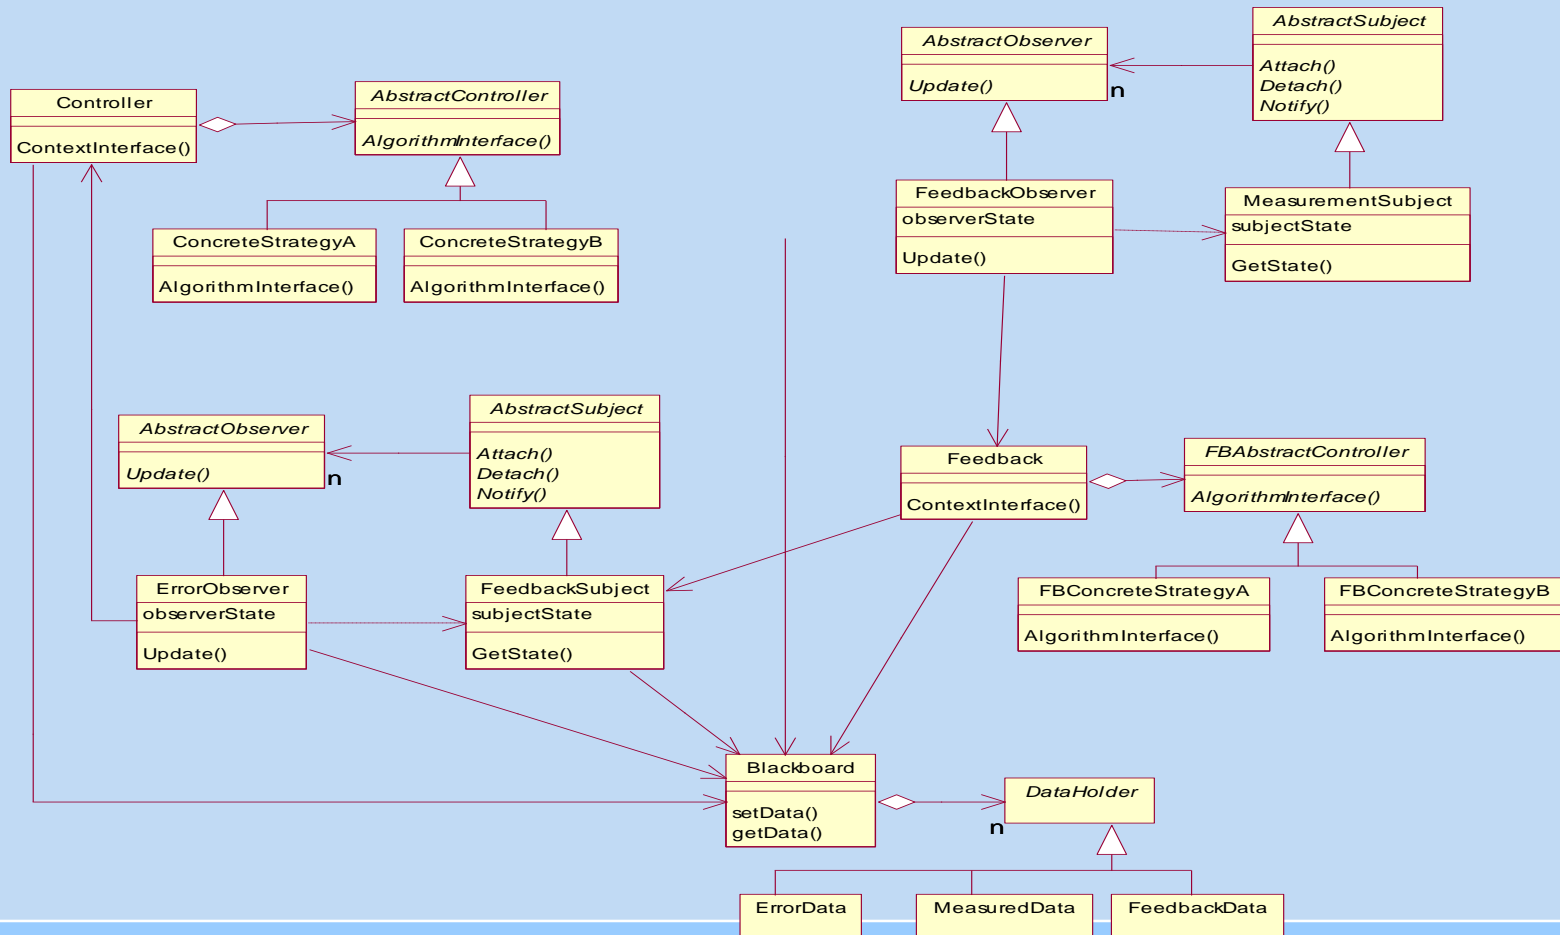 AbstractObserver
Update()
n
AbstractSubject
Attach()
Detach()
Notify()
Controller
ContextInterface()
AbstractController
AlgorithmInterface()
ConcreteStrategyA
AlgorithmInterface()
ConcreteStrategyB
AlgorithmInterface()
FeedbackObserver
observerState
Update()
MeasurementSubject
subjectState
GetState()
AbstractObserver
Update()
n
AbstractSubject
Attach()
Detach()
Notify()
Feedback
ContextInterface()
FBAbstractController
AlgorithmInterface()
ErrorObserver
observerState
Update()
FeedbackSubject
subjectState
GetState()
FBConcreteStrategyA
AlgorithmInterface()
FBConcreteStrategyB
AlgorithmInterface()
Blackboard
setData()
getData()
DataHolder
n
ErrorData
MeasuredData
FeedbackData